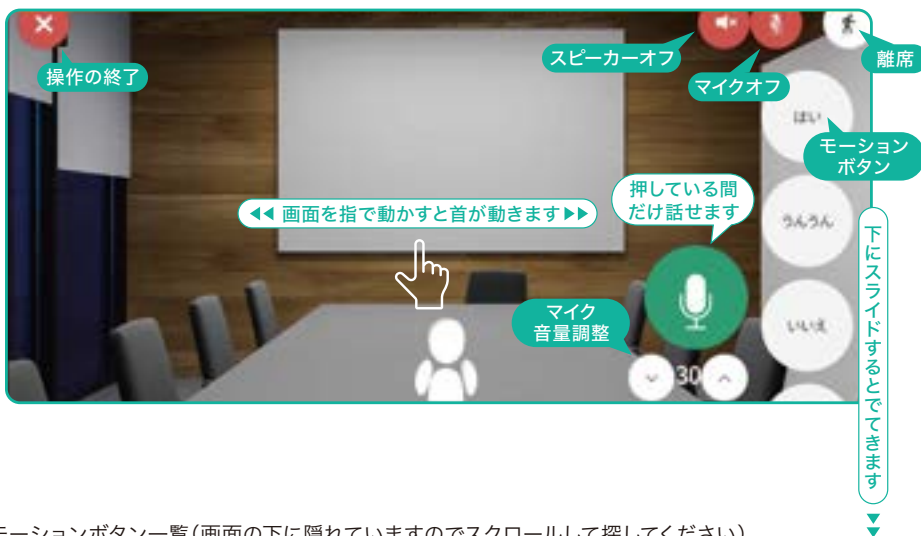 操作の終了
スピーカーオフ
マイクオフ
離席
はい
モーション
ボタン
押している間
だけ話せます
画面を指で動かすと首が動きます
うんうん
下にスライドするとでてきます
マイク
音量調整
いいえ
30
モーションボタン一覧(画面の下に隠れていますのでスクロールして探してください)